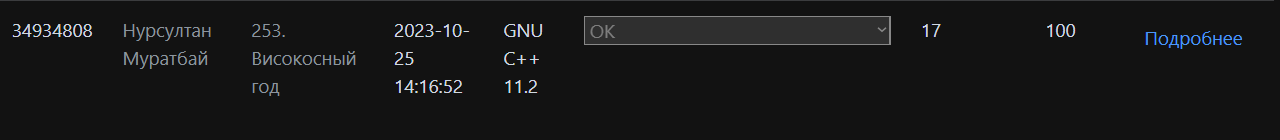 34934808 Нурсултан 253. 2023-10- GNU OK 17 100 Подробнее
Муратбай Високосный 25 C++
год 14:16:52 11.2